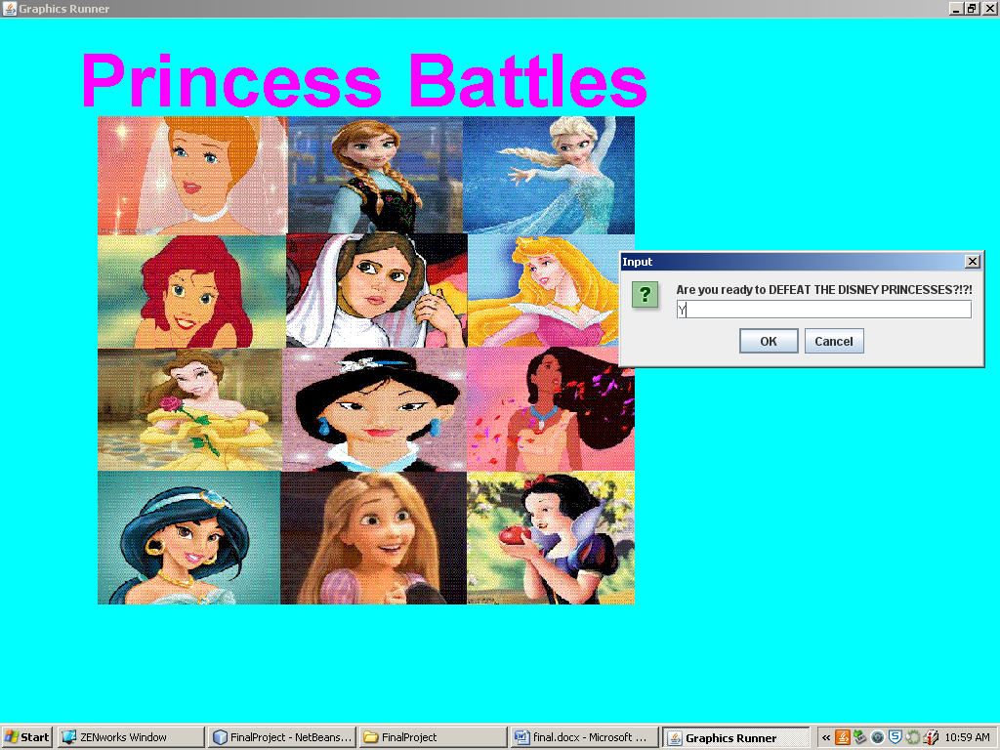 Graphics Runner
Princess Battles
Input
Are you ready to DEFEAT THE DISNEY PRINCESSES?!?!
Y
OK
Cancel
Start
ZENworks Window
FinalProject - NetBeans...
FinalProject
final.docx - Microsoft ...
Graphics Runner
10:59 AM